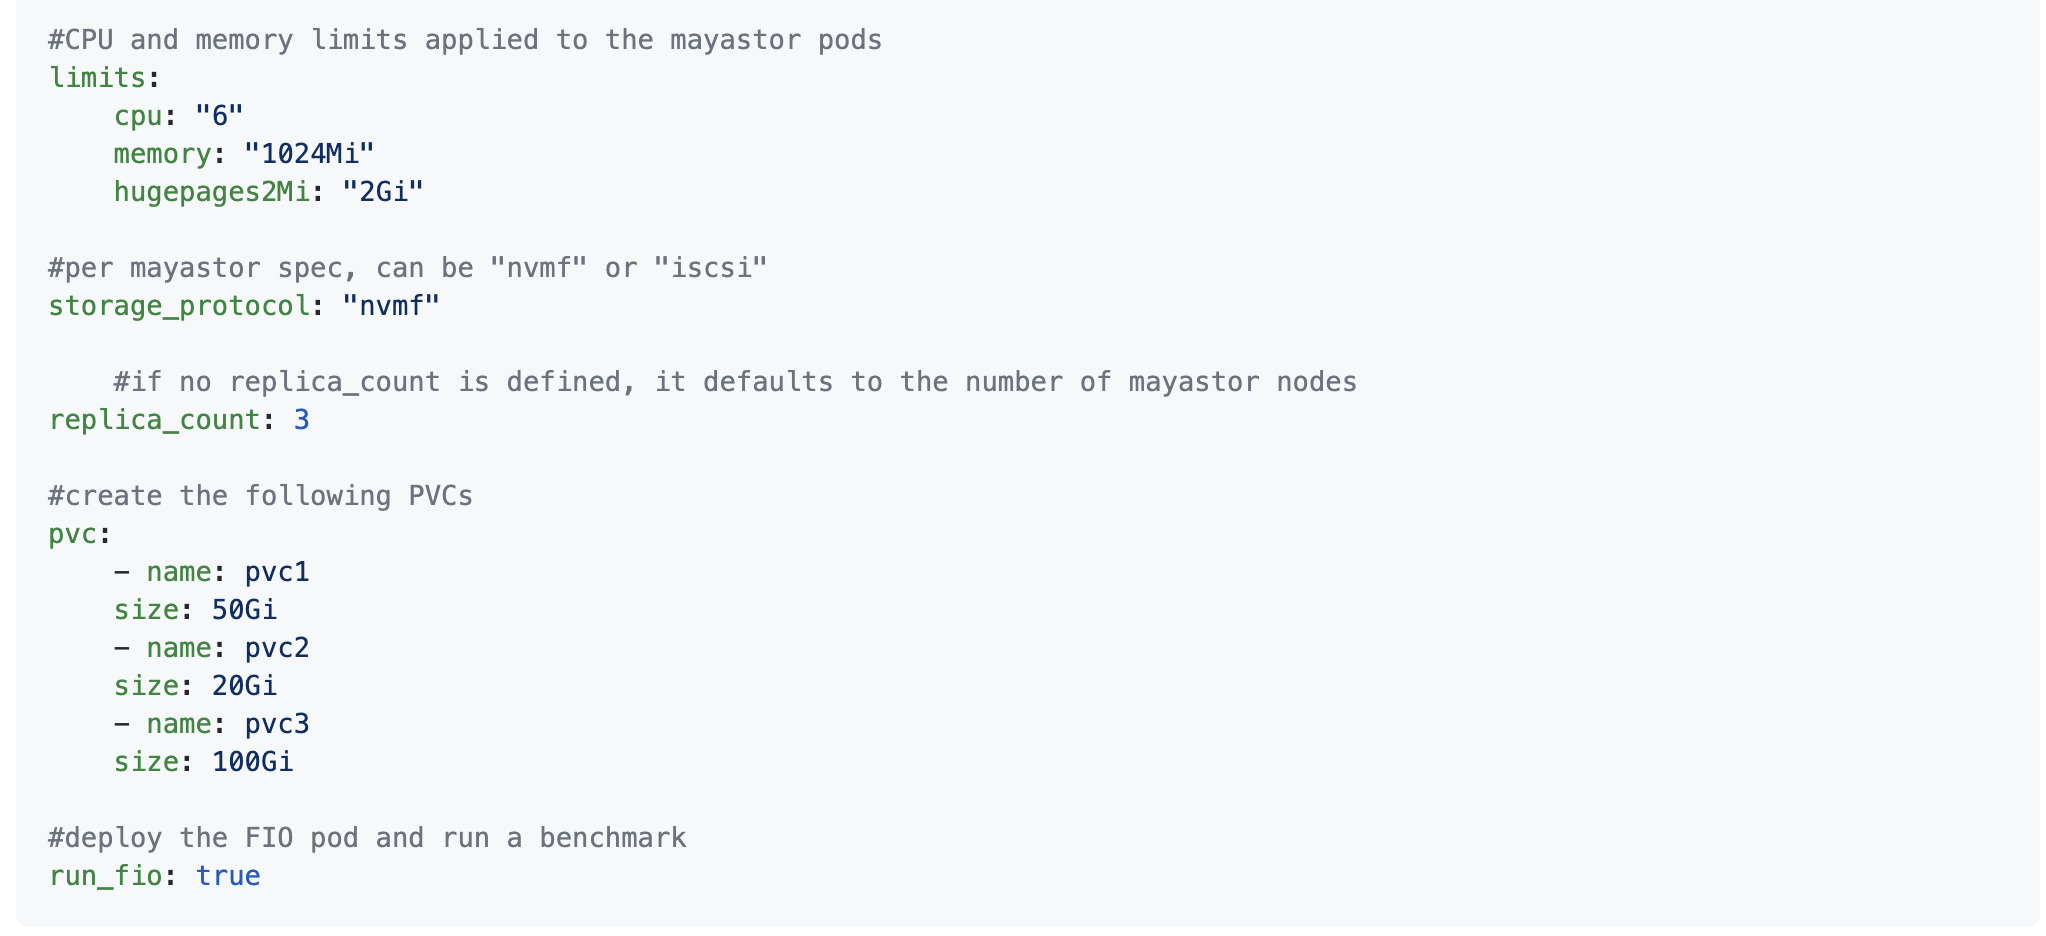 #CPU and memory limits applied to the mayastor pods
limits:
    cpu: "6"
    memory: "1024Mi"
    hugepages2Mi: "2Gi"

#per mayastor spec, can be "nvmf" or "iscsi"
storage_protocol: "nvmf"

    #if no replica_count is defined, it defaults to the number of mayastor nodes
replica_count: 3

#create the following PVCs
pvc:
    - name: pvc1
    size: 50Gi
    - name: pvc2
    size: 20Gi
    - name: pvc3
    size: 100Gi

#deploy the FIO pod and run a benchmark
run_fio: true